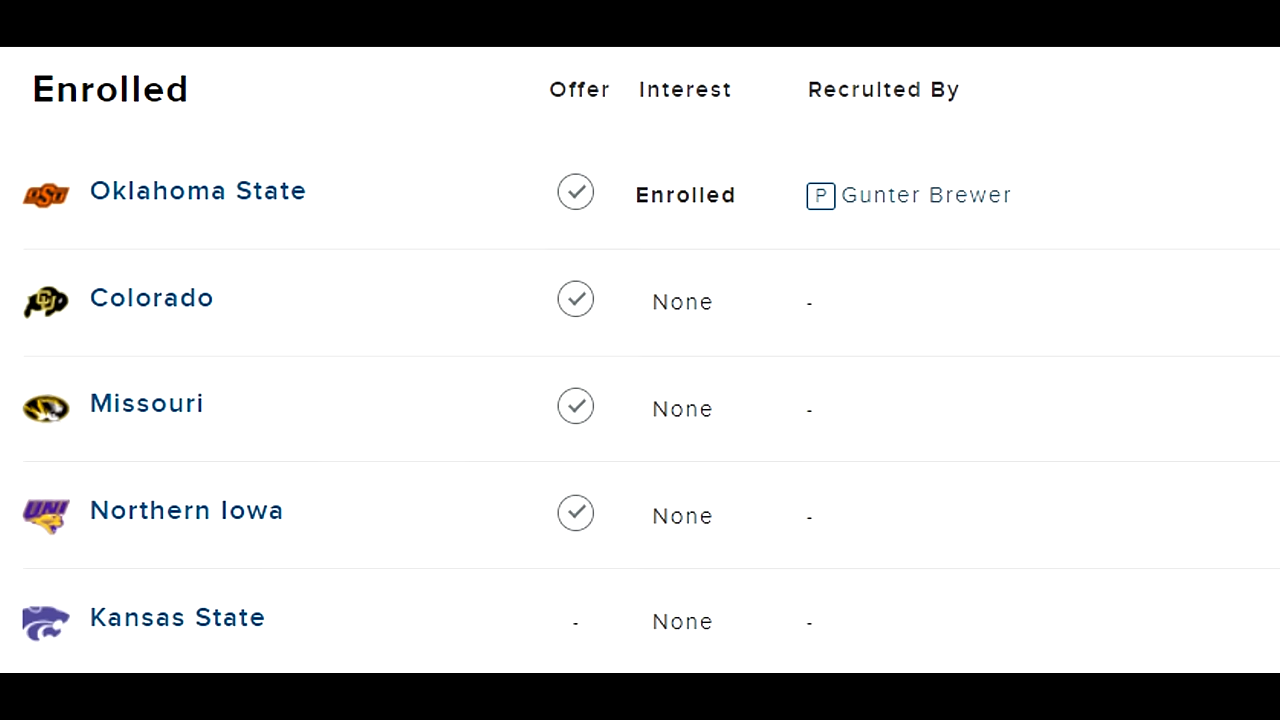 Enrolled Offer Interest Recruited By
OSU Oklahoma State Enrolled P Gunter Brewer
CU Colorado None -
Missouri None -
UNI Northern Iowa None -
Kansas State - None -